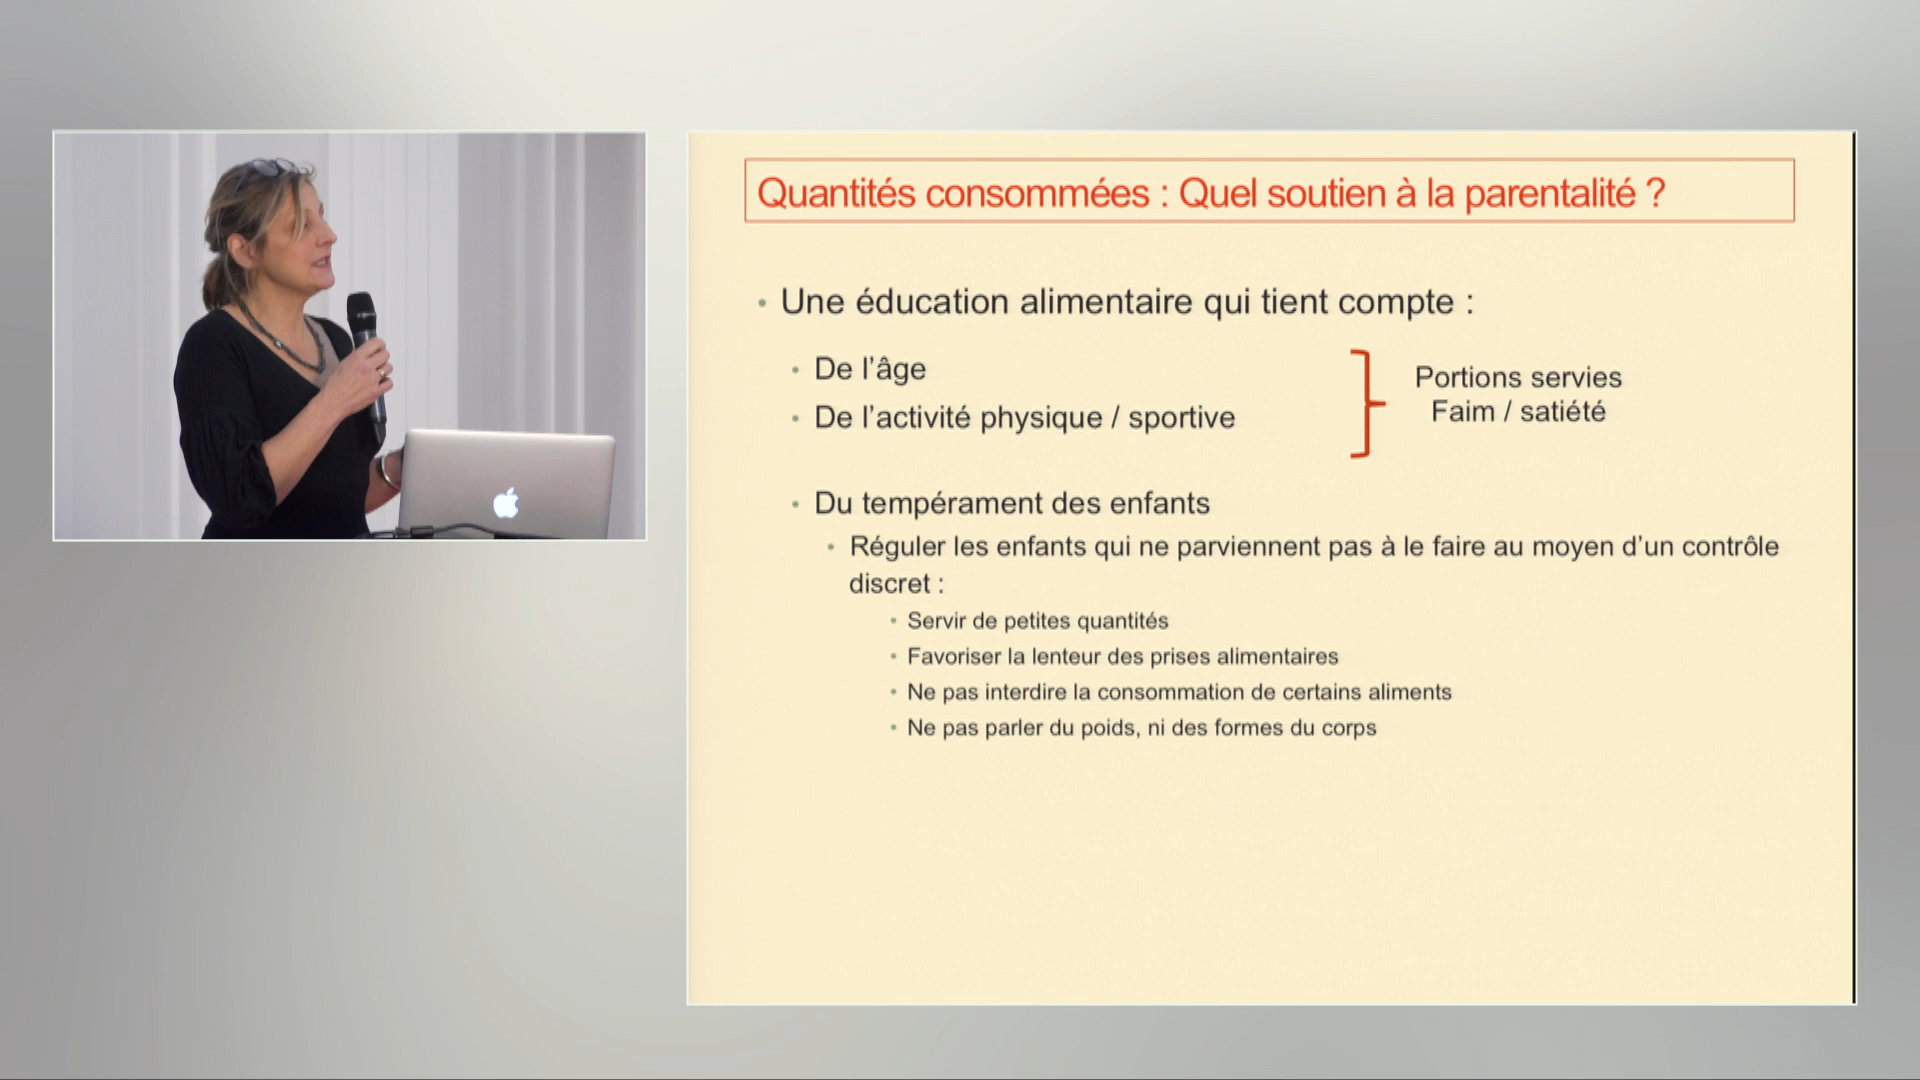 Quantités consommées : Quel soutien à la parentalité ?
• Une éducation alimentaire qui tient compte :
• De l’âge
• De l’activité physique / sportive
Portions servies
Faim / satiété
• Du tempérament des enfants
• Réguler les enfants qui ne parviennent pas à le faire au moyen d’un contrôle
discret :
• Servir de petites quantités
• Favoriser la lenteur des prises alimentaires
• Ne pas interdire la consommation de certains aliments
• Ne pas parler du poids, ni des formes du corps